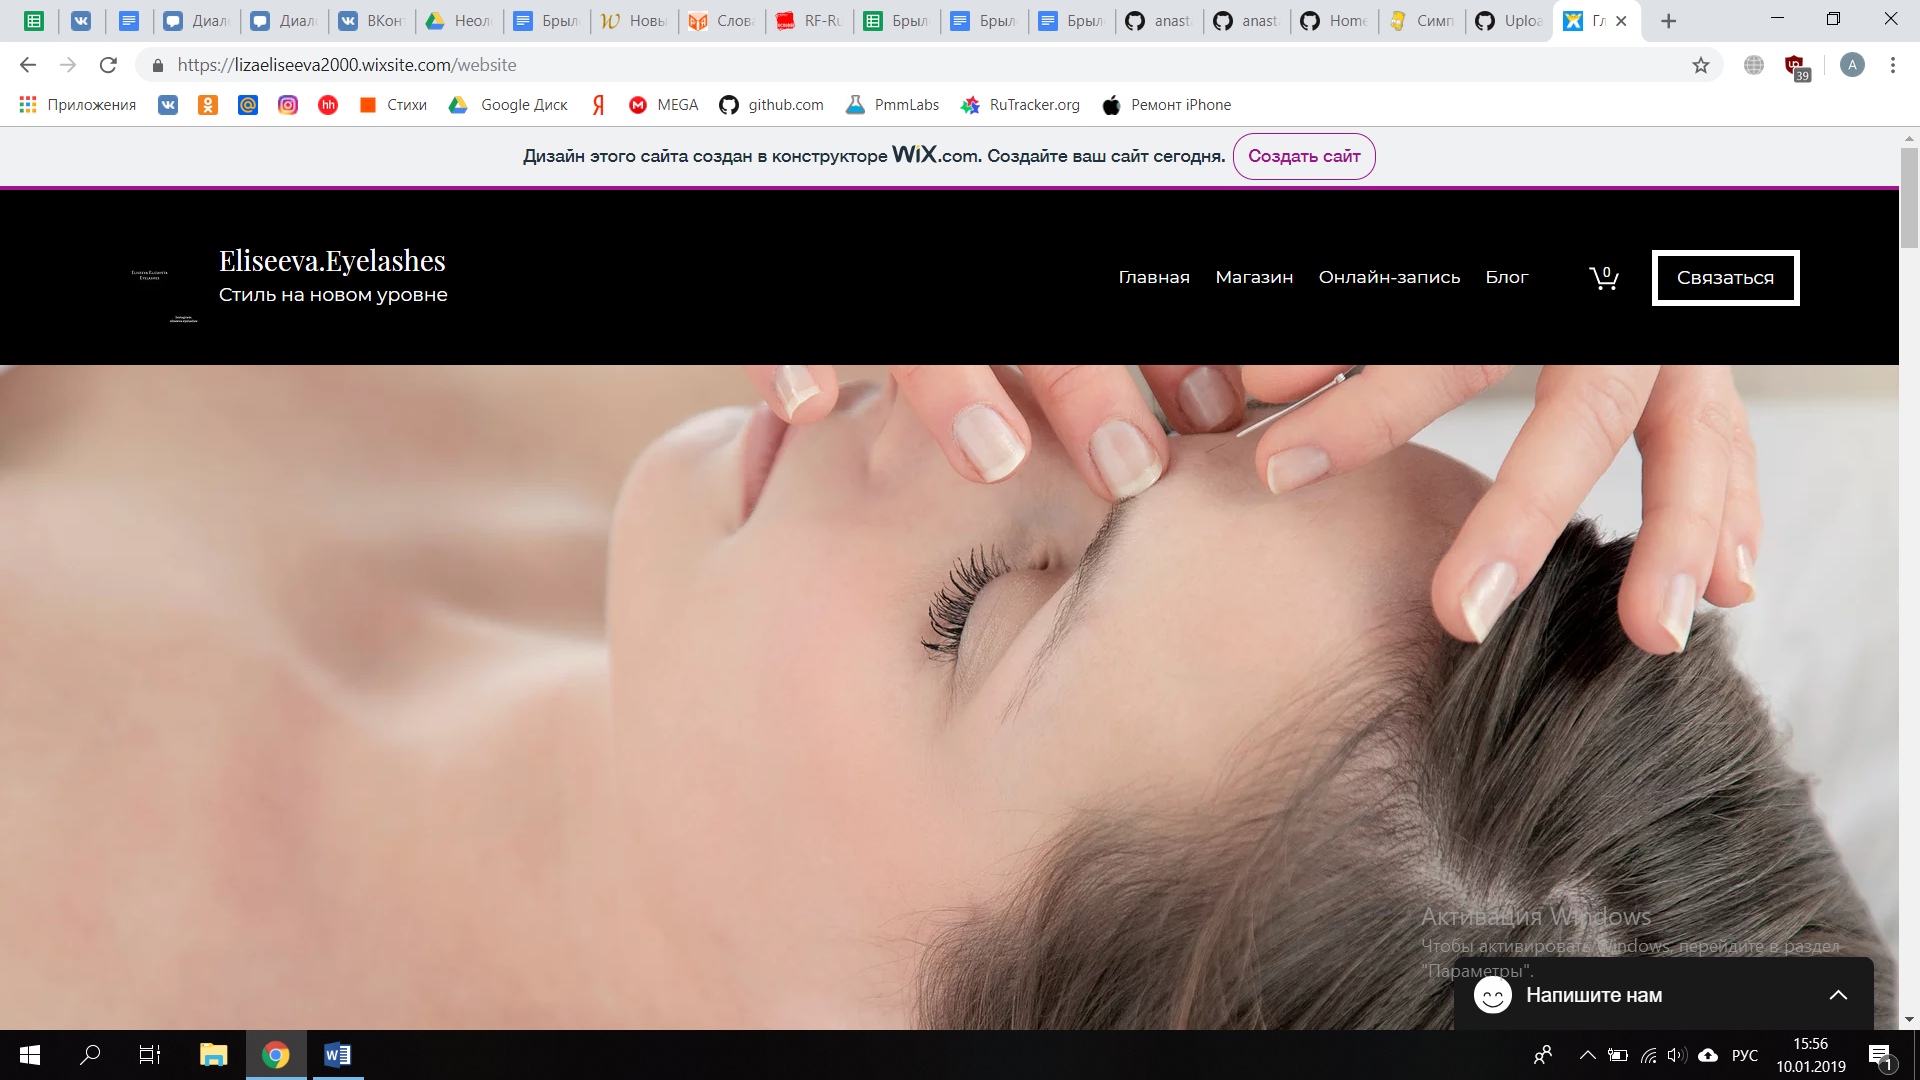 Диал
Диал
ВКон
Неол
Брыл
Новы
Слова
RF-Ru
Брыл
Брыл
Брыл
anast
anast
Home
Симп
Uploa
Гл
https://lizaeliseeva2000.wixsite.com/website
39
A
Приложения
hh
Стихи
Google Диск
Я
MEGA
github.com
PmmLabs
RuTracker.org
Ремонт iPhone
Дизайн этого сайта создан в конструкторе WiX.com. Создайте ваш сайт сегодня. Создать сайт
Eliseeva.Eyelashes
Стиль на новом уровне
Главная Магазин Онлайн-запись Блог 0 Связаться
Активация Windows
Чтобы активировать Windows, перейдите в раздел
"Параметры".
Напишите нам
РУС
15:56
10.01.2019
1